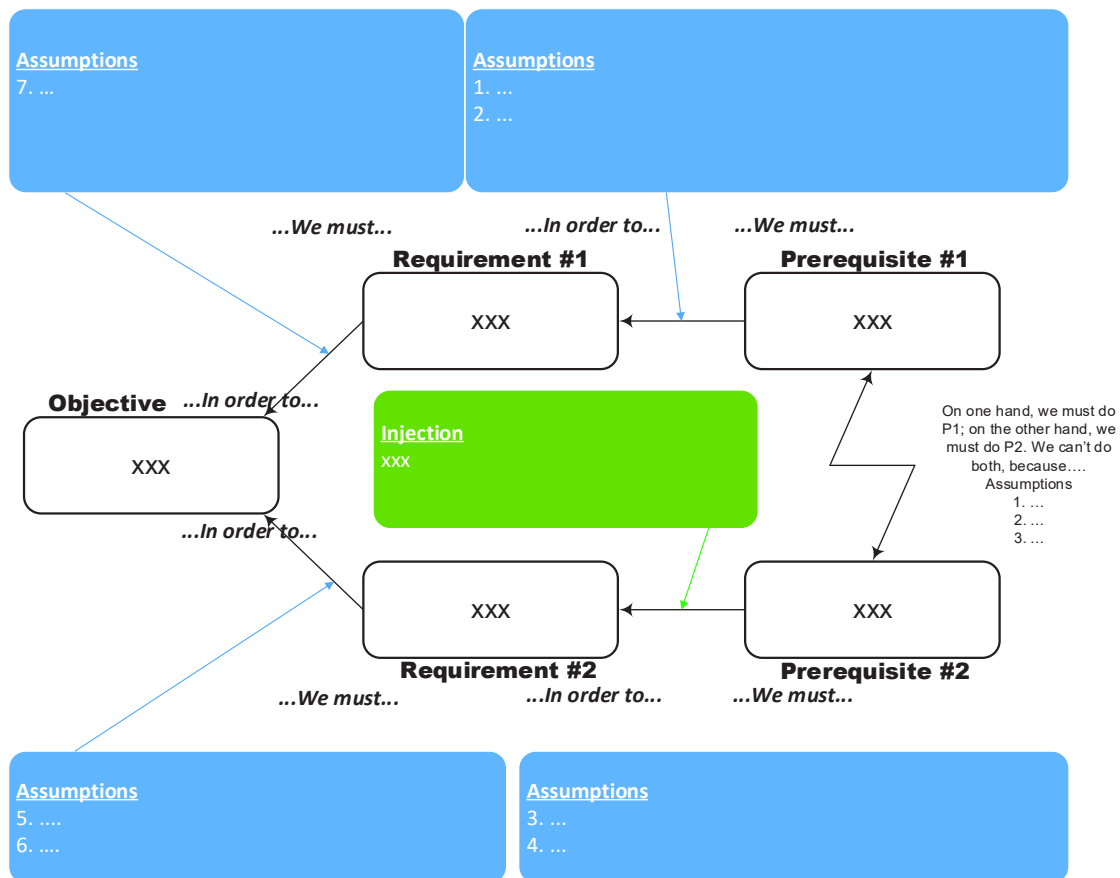 Assumptions
7. ...
Assumptions
1. ...
2. ...
...We must...
...In order to...
...We must...
Requirement #1
Prerequisite #1
xxx
xxx
Objective
...In order to...
xxx
Injection
xxx
On one hand, we must do
P1; on the other hand, we
must do P2. We can't do
both, because....
Assumptions
1. ...
2. ...
3. ...
...In order to...
xxx
xxx
Requirement #2
Prerequisite #2
...We must...
...In order to...
...We must...
Assumptions
5. ....
6. ....
Assumptions
3. ...
4. ...